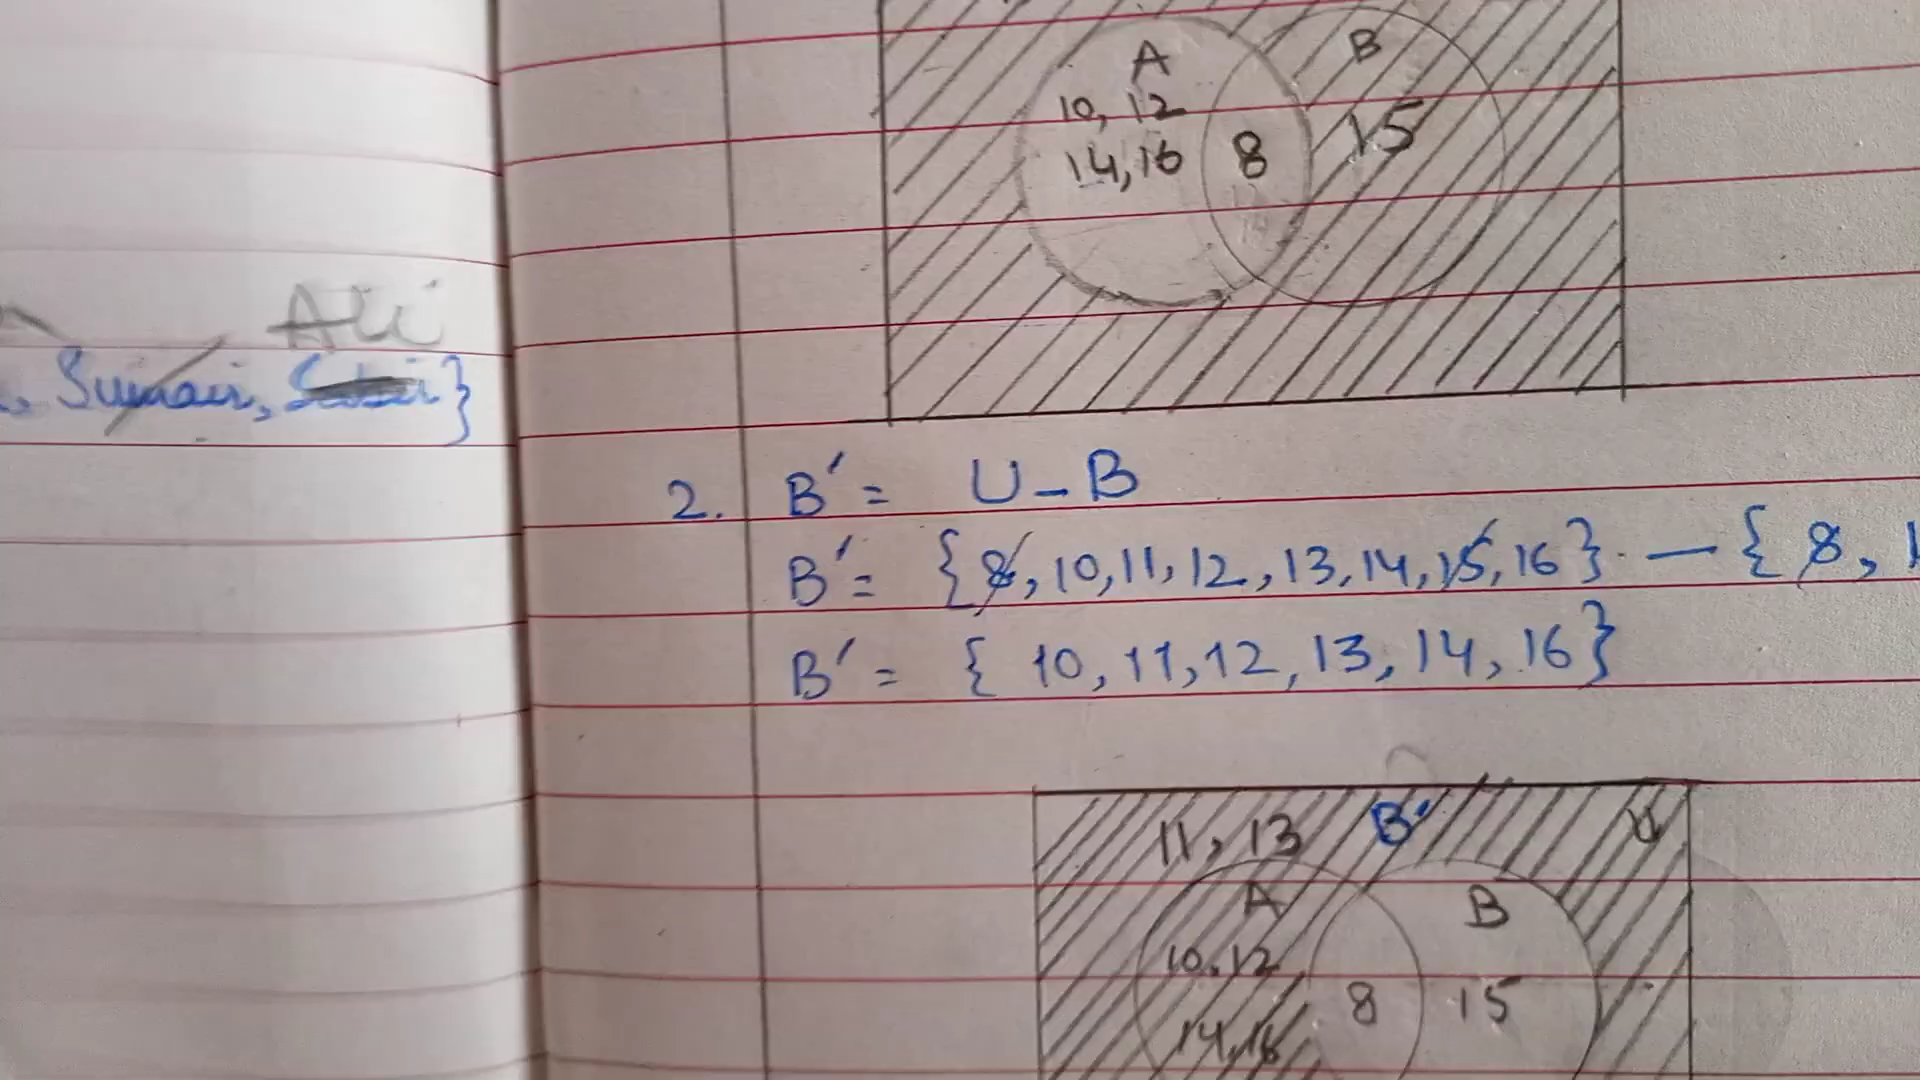 A B
10, 12
14, 16 8 15
Ali
, Sumair,
}
2. B′ = U - B
B′ = {8, 10, 11, 12, 13, 14, 15, 16} - {8, 1
B′ = { 10, 11, 12, 13, 14, 16}
11, 13 B′ U
A B
10, 12
8 15
14, 16